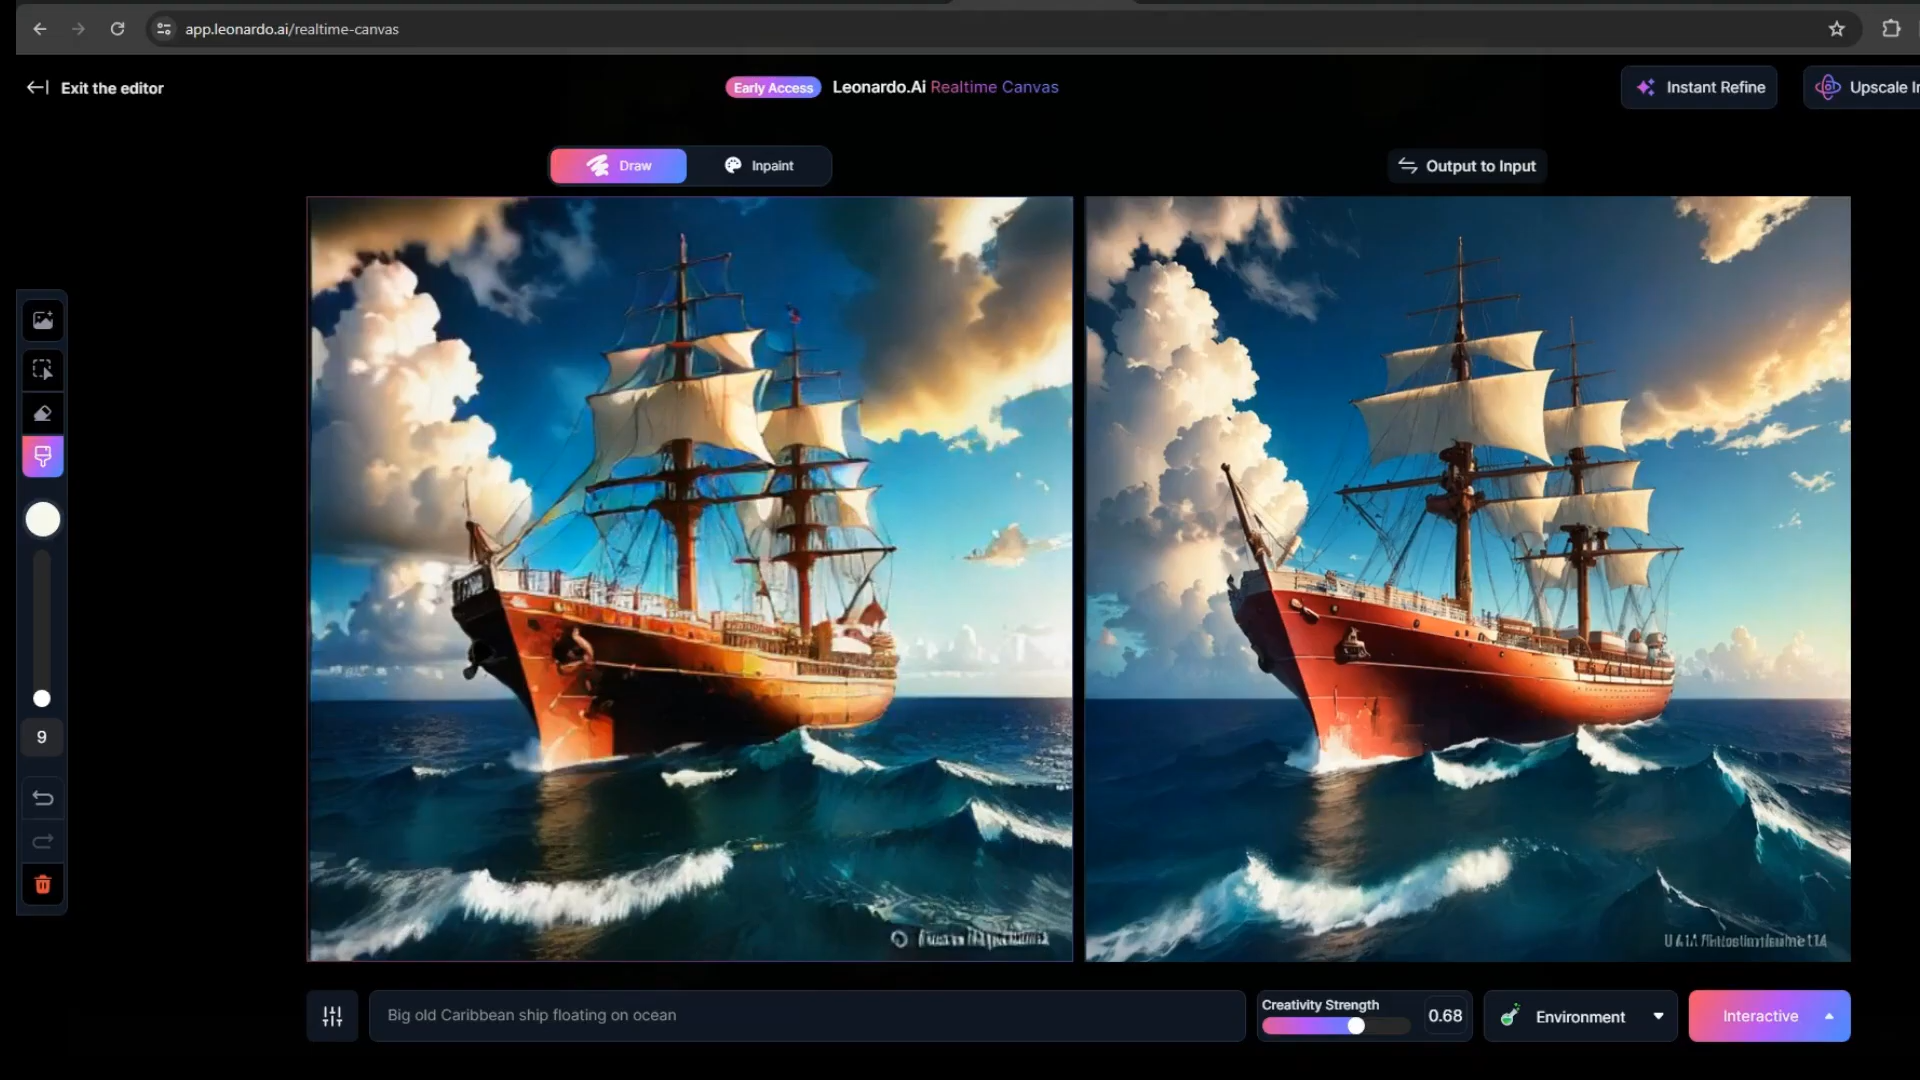 app.leonardo.ai/realtime-canvas
Exit the editor
Early Access Leonardo.Ai Realtime Canvas
Instant Refine
Upscale
Draw
Inpaint
Output to Input
9
Big old Caribbean ship floating on ocean
Creativity Strength
0.68
Environment
Interactive